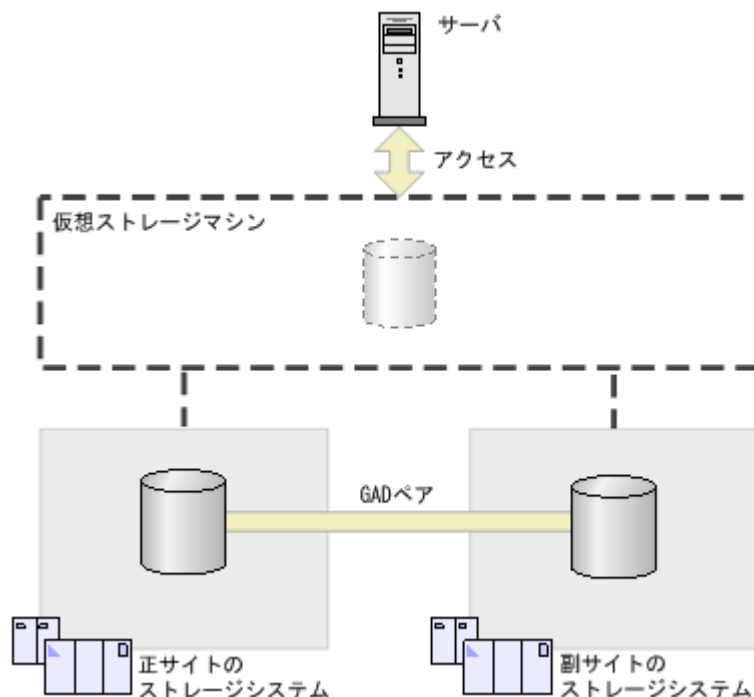 サーバ
アクセス
仮想ストレージマシン
GADペア
正サイトの
ストレージシステム
副サイトの
ストレージシステム